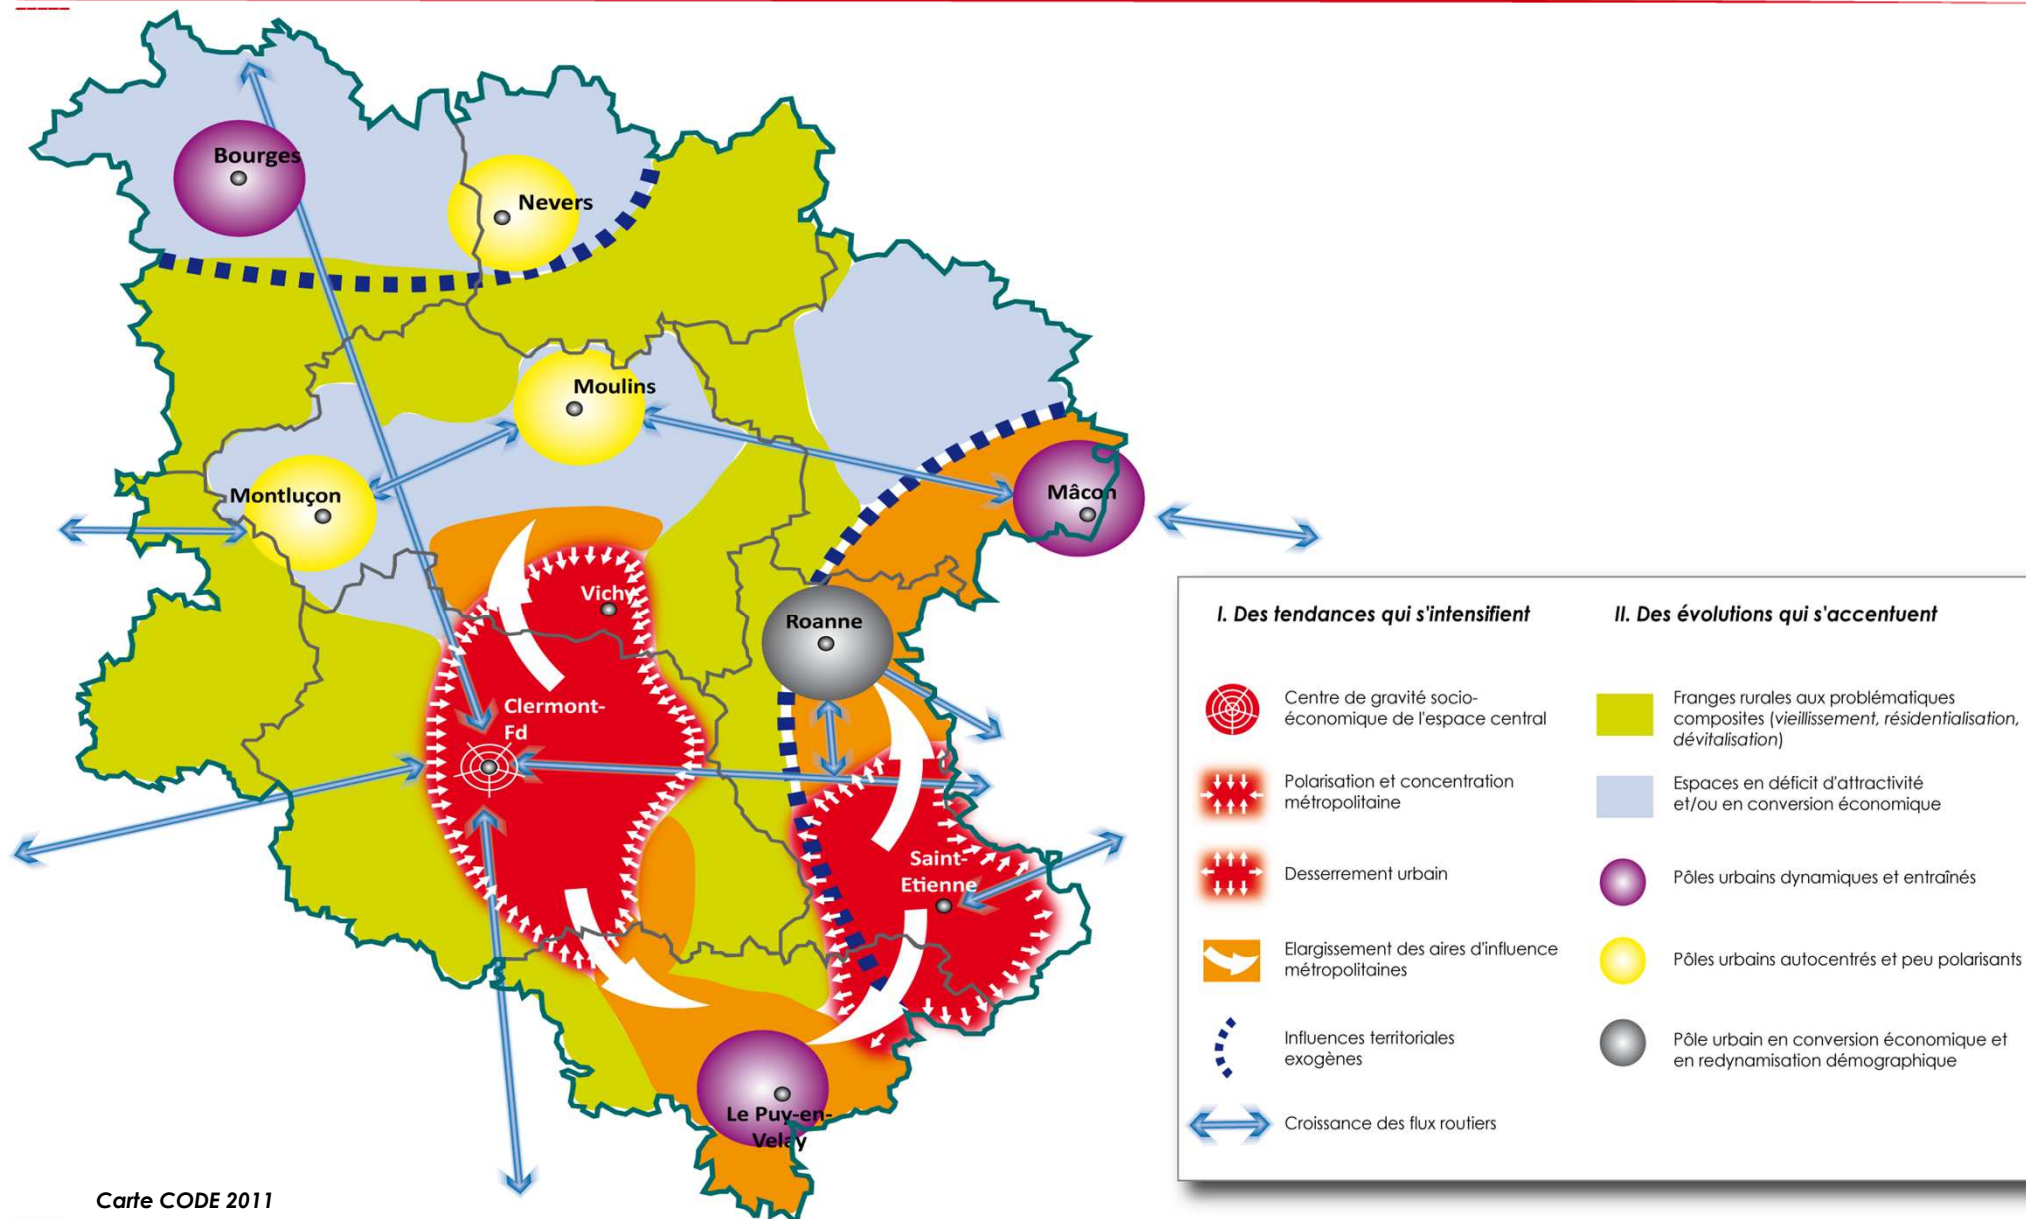 Bourges
Nevers
Moulins
Montluçon
Mâcon
Vichy
Roanne
Clermont-
Fd
Saint-
Etienne
Le Puy-en-
Velay
Carte CODE 2011
I. Des tendances qui s'intensifient
Centre de gravité socio-
économique de l'espace central
Polarisation et concentration
métropolitaine
Desserrement urbain
Elargissement des aires d'influence
métropolitaines
Influences territoriales
exogènes
Croissance des flux routiers
II. Des évolutions qui s'accentuent
Franges rurales aux problématiques
composites (vieillissement, résidentialisation,
dévitalisation)
Espaces en déficit d'attractivité
et/ou en conversion économique
Pôles urbains dynamiques et entraînés
Pôles urbains autocentrés et peu polarisants
Pôle urbain en conversion économique et
en redynamisation démographique